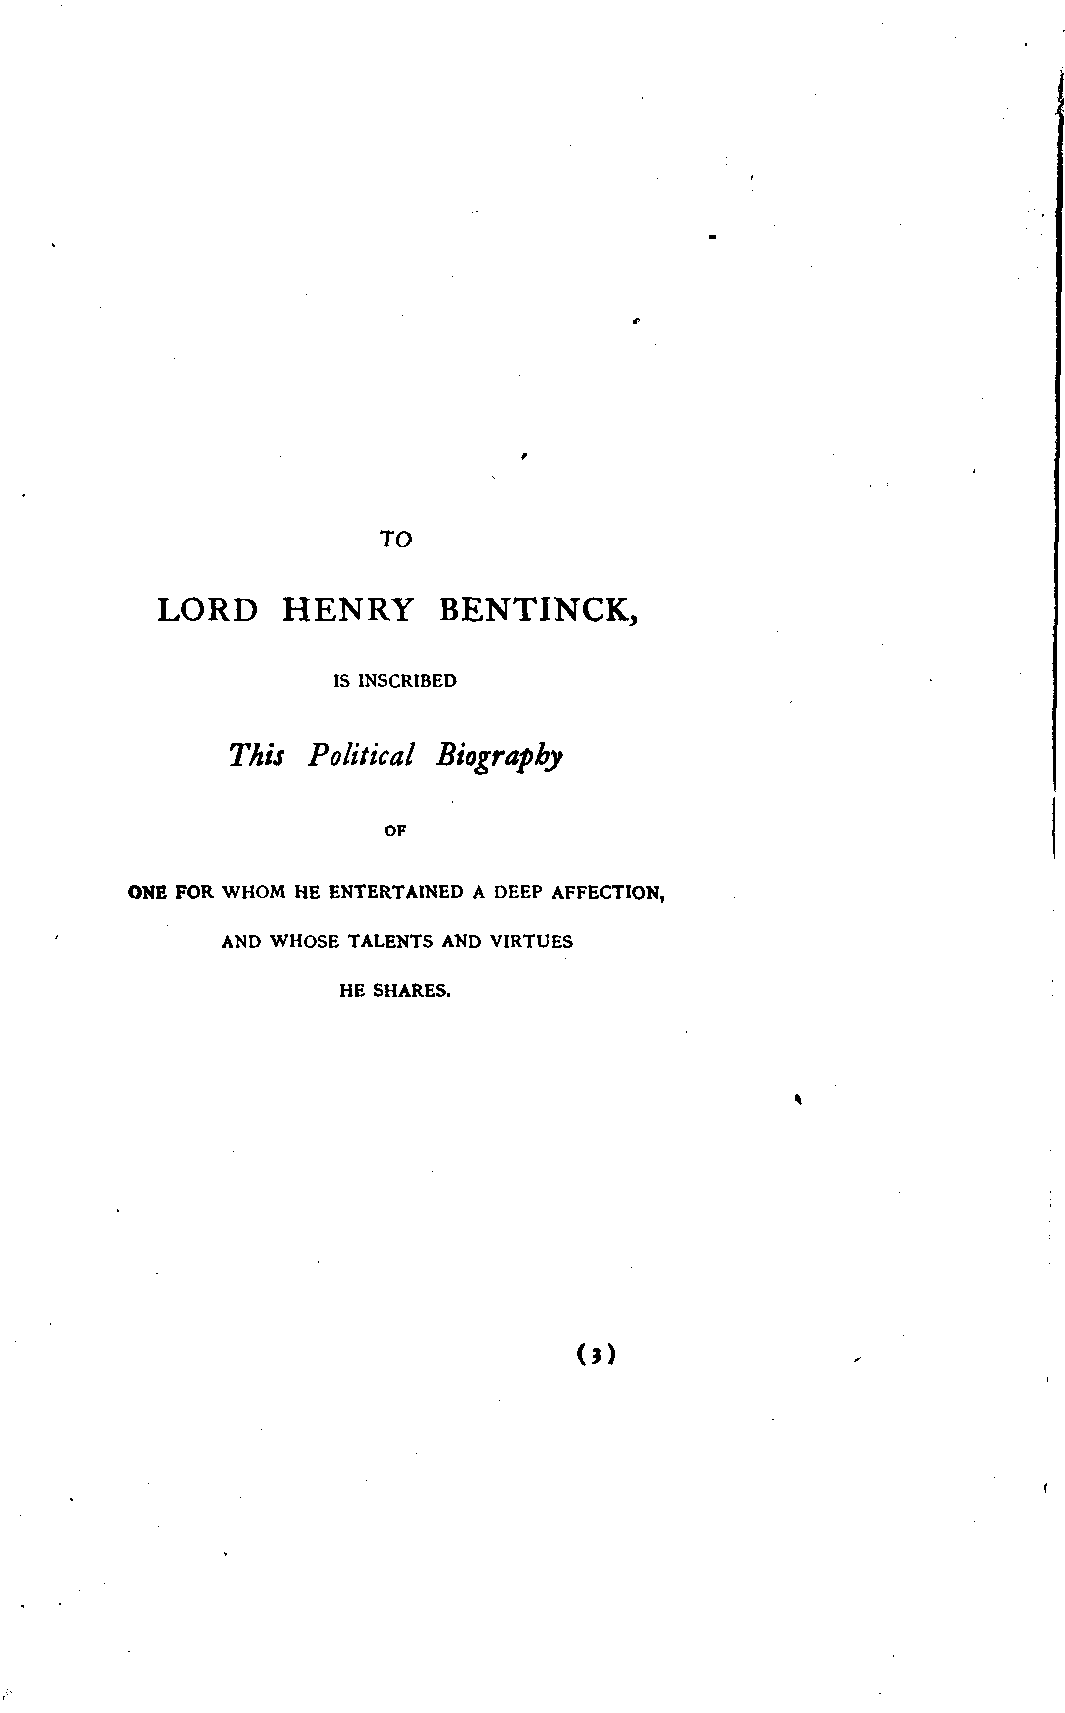 TO
LORD HENRY BENTINCK,
IS INSCRIBED
This Political Biography
OF
ONE FOR WHOM HE ENTERTAINED A DEEP AFFECTION,
AND WHOSE TALENTS AND VIRTUES
HE SHARES.
(3)